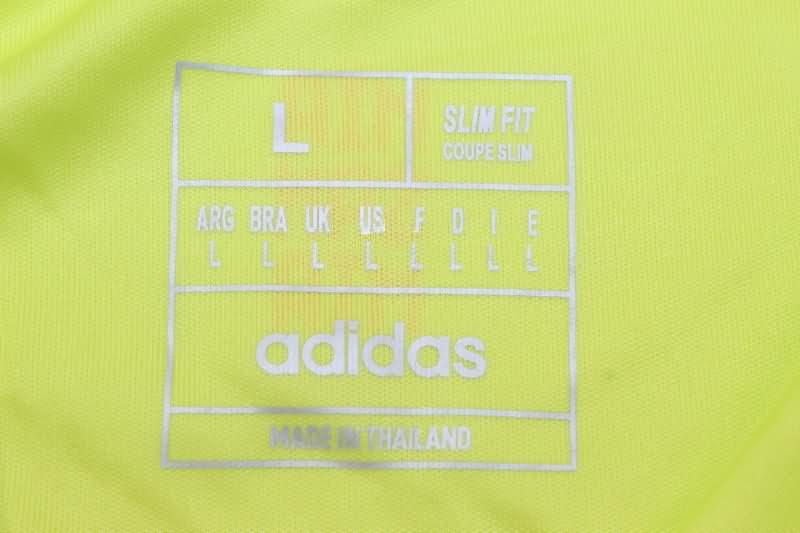 L
SLIM FIT
COUPE SLIM
ARG BRA UK US F D I E
L L L L L L L L
adidas
MADE IN THAILAND